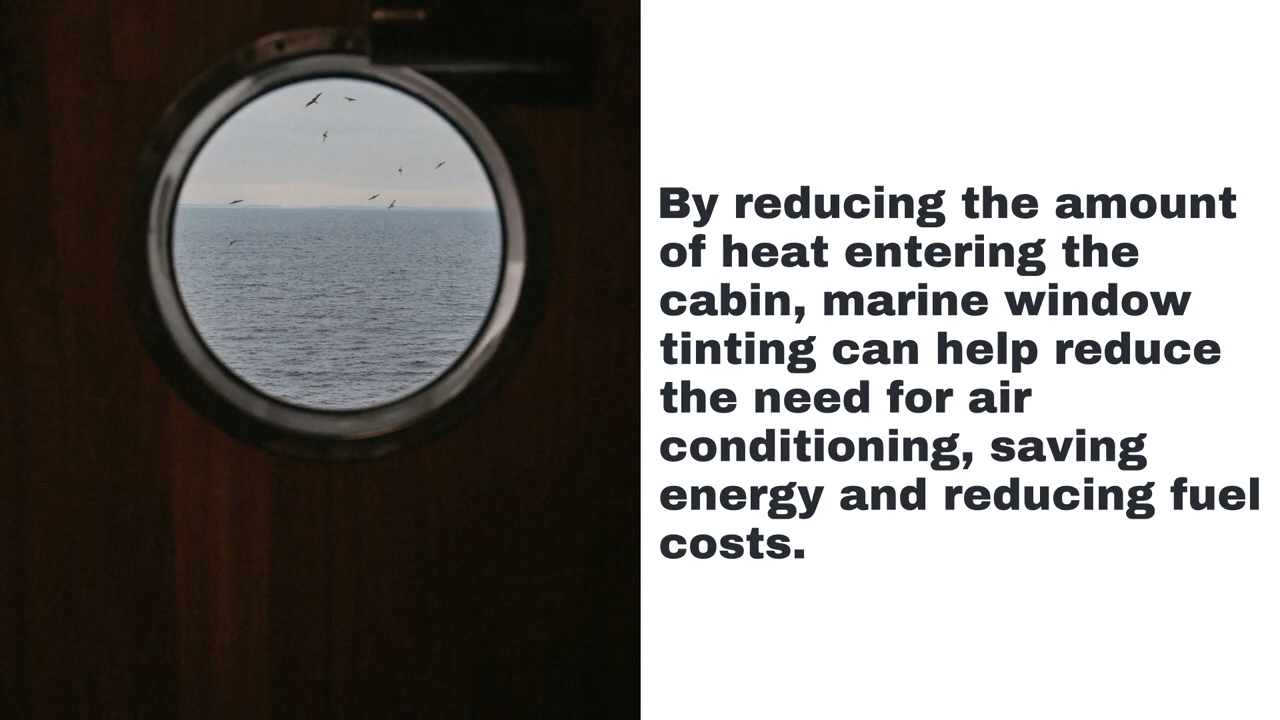 By reducing the amount
of heat entering the
cabin, marine window
tinting can help reduce
the need for air
conditioning, saving
energy and reducing fuel
costs.